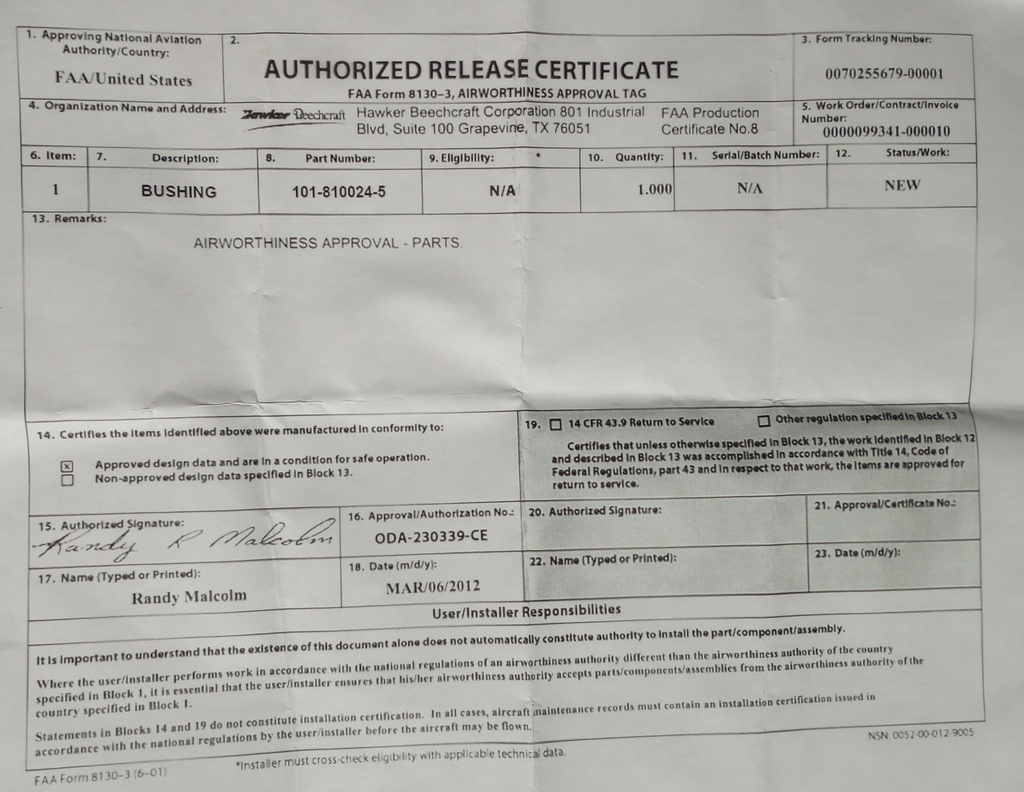 1. Approving National Aviation
Authority/Country:
FAA/United States
2.
AUTHORIZED RELEASE CERTIFICATE
FAA Form 8130–3, AIRWORTHINESS APPROVAL TAG
3. Form Tracking Number:
0070255679-00001
4. Organization Name and Address:
Hawker Beechcraft
Hawker Beechcraft Corporation 801 Industrial
Blvd, Suite 100 Grapevine, TX 76051
FAA Production
Certificate No.8
5. Work Order/Contract/Invoice
Number:
0000099341-000010
6. Item:
1
7. Description:
BUSHING
8. Part Number:
101-810024-5
9. Eligibility: *
N/A
10. Quantity:
1.000
11. Serial/Batch Number:
N/A
12. Status/Work:
NEW
13. Remarks:
AIRWORTHINESS APPROVAL - PARTS.
14. Certifies the items identified above were manufactured in conformity to:
Approved design data and are in a condition for safe operation.
Non-approved design data specified in Block 13.
19. 14 CFR 43.9 Return to Service
Other regulation specified in Block 13
Certifies that unless otherwise specified in Block 13, the work identified in Block 12
and described in Block 13 was accomplished in accordance with Title 14, Code of
Federal Regulations, part 43 and in respect to that work, the items are approved for
return to service.
15. Authorized Signature:
Randy R Malcolm
16. Approval/Authorization No.:
ODA-230339-CE
20. Authorized Signature:
21. Approval/Certificate No.:
17. Name (Typed or Printed):
Randy Malcolm
18. Date (m/d/y):
MAR/06/2012
22. Name (Typed or Printed):
23. Date (m/d/y):
User/Installer Responsibilities
It is important to understand that the existence of this document alone does not automatically constitute authority to install the part/component/assembly.
Where the user/installer performs work in accordance with the national regulations of an airworthiness authority different than the airworthiness authority of the country
specified in Block 1, it is essential that the user/installer ensures that his/her airworthiness authority accepts parts/components/assemblies from the airworthiness authority of the
country specified in Block 1.
Statements in Blocks 14 and 19 do not constitute installation certification. In all cases, aircraft maintenance records must contain an installation certification issued in
accordance with the national regulations by the user/installer before the aircraft may be flown.
FAA Form 8130–3 (6–01)
*Installer must cross-check eligibility with applicable technical data.
NSN: 0052-00-012-9005